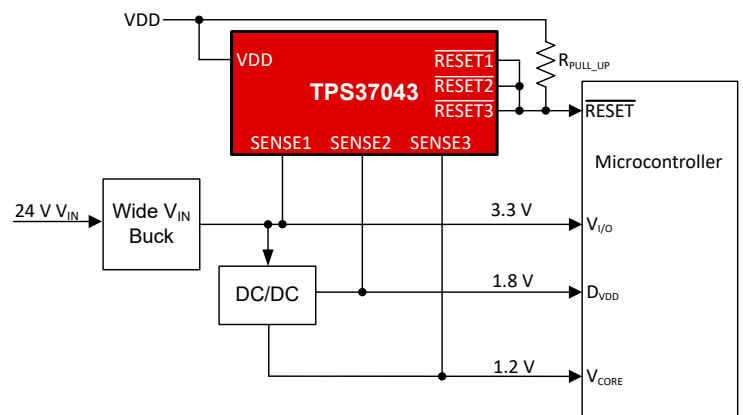 VDD
VDD
TPS37043
RESET1
RESET2
RESET3
SENSE1 SENSE2 SENSE3
RPULL_UP
RESET
Microcontroller
24 V VIN
Wide VIN
Buck
3.3 V
VI/O
DC/DC
1.8 V
DVDD
1.2 V
VCORE